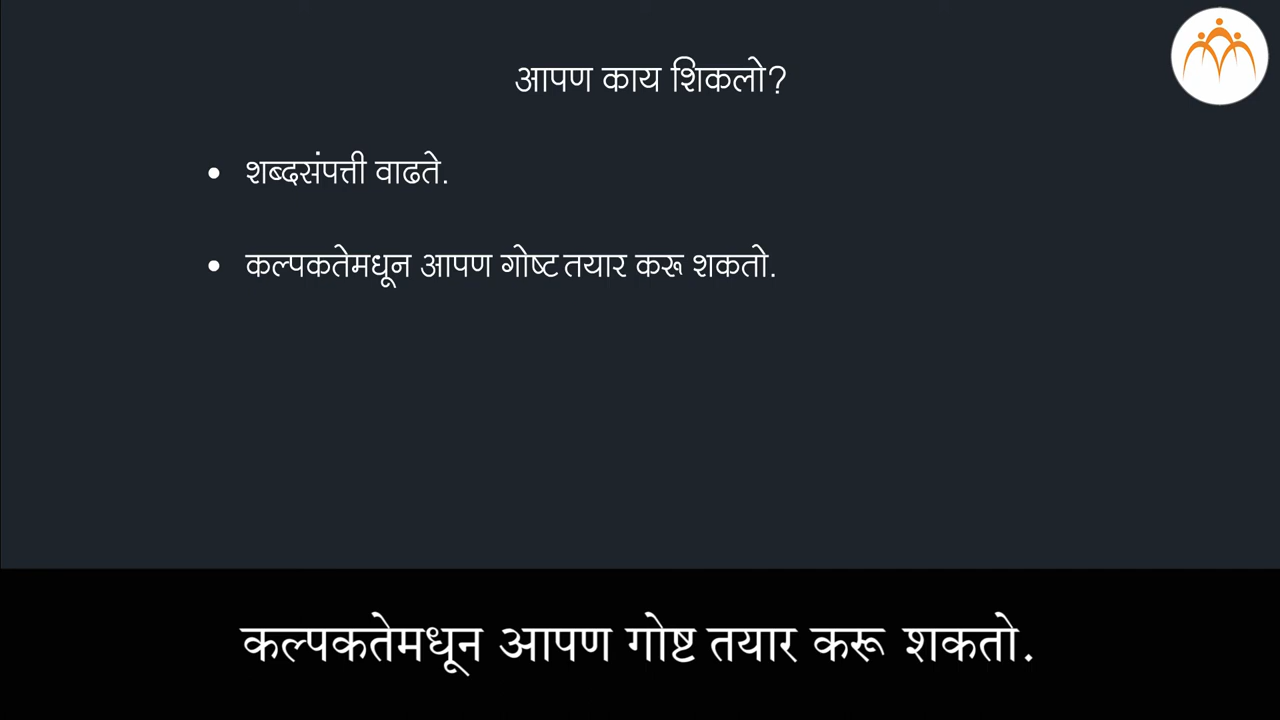 आपण काय शिकलो?
• शब्दसंपत्ती वाढते.
• कल्पकतेमधून आपण गोष्ट तयार करू शकतो.
कल्पकतेमधून आपण गोष्ट तयार करू शकतो.